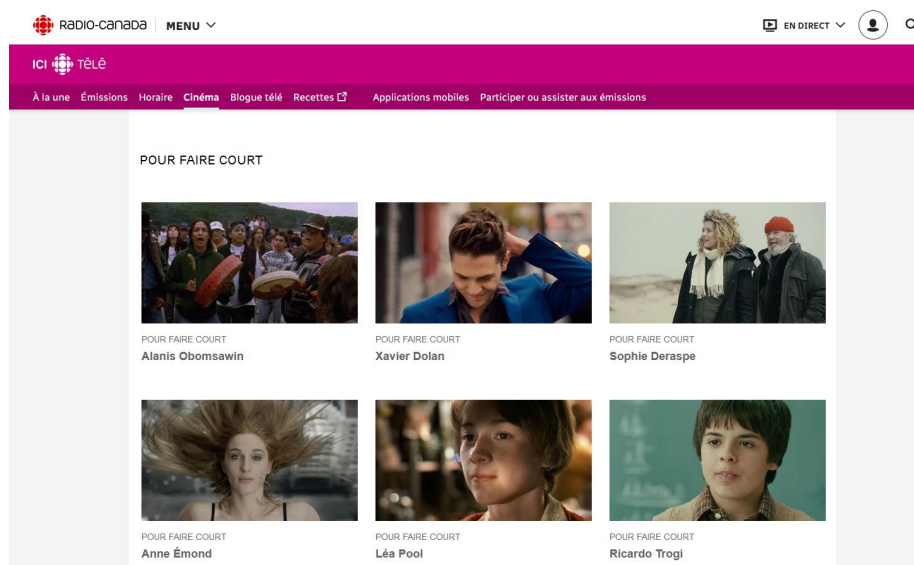 RADIO-CANADA MENU EN DIRECT
ICI TÉLÉ
À la une Émissions Horaire Cinéma Blogue télé Recettes Applications mobiles Participer ou assister aux émissions
POUR FAIRE COURT
POUR FAIRE COURT POUR FAIRE COURT POUR FAIRE COURT
Alanis Obomsawin Xavier Dolan Sophie Deraspe
POUR FAIRE COURT POUR FAIRE COURT POUR FAIRE COURT
Anne Émond Léa Pool Ricardo Trogi